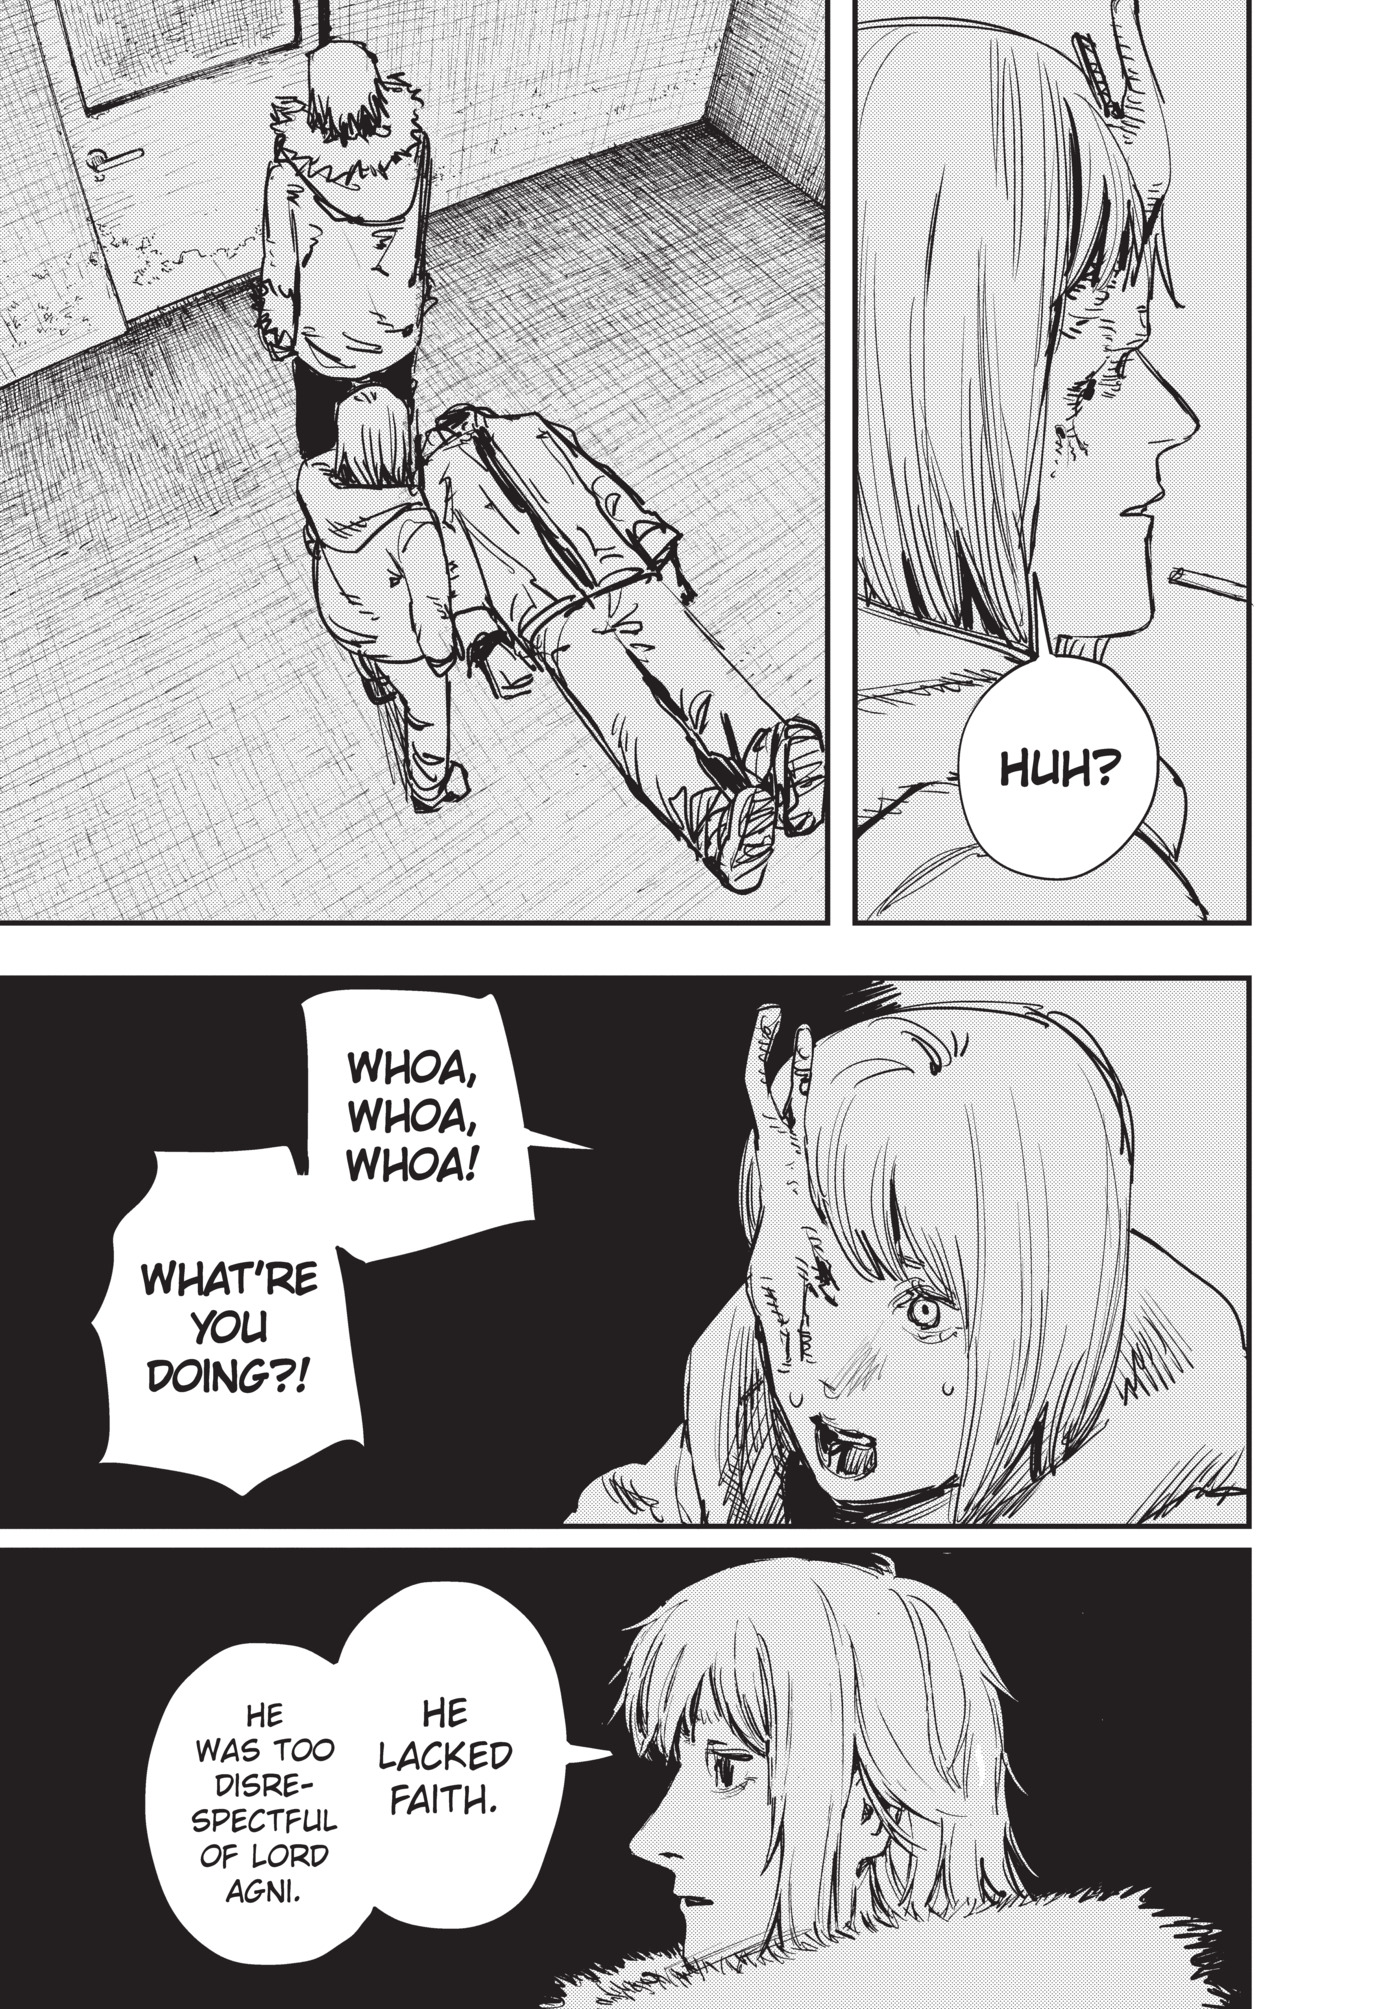 HUH?
WHOA,
WHOA,
WHOA!
WHAT'RE
YOU
DOING?!
HE
LACKED
FAITH.
HE
WAS TOO
DISRE-
SPECTFUL
OF LORD
AGNI.